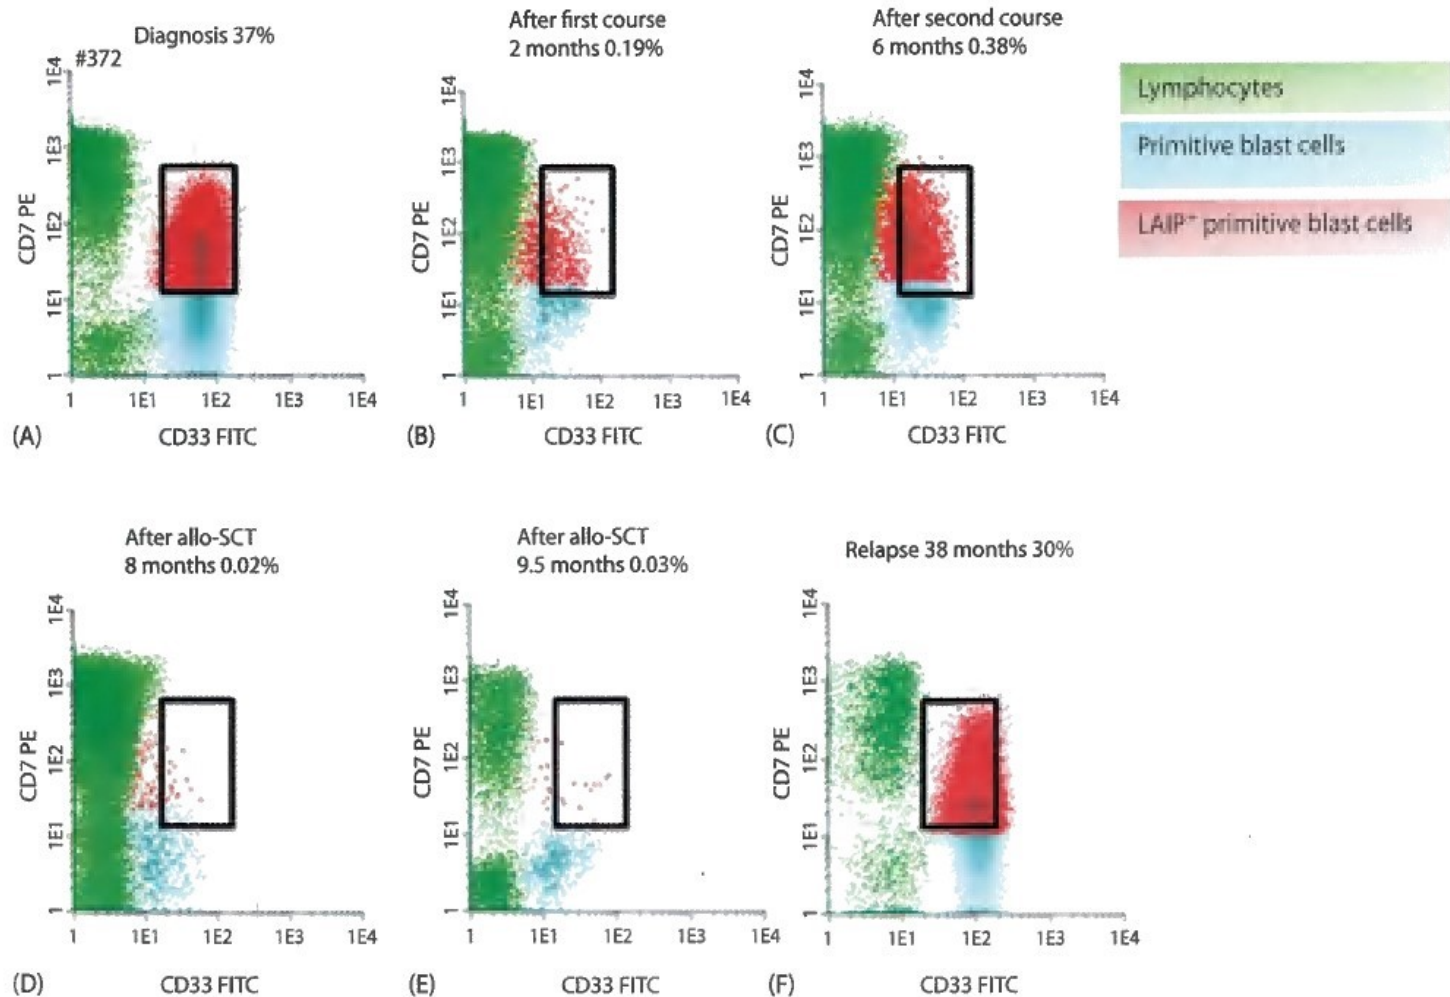 Diagnosis 37%
#372
1E4
1E3
1E2
1E1
1
CD7 PE
1
1E1
1E2
1E3
1E4
(A)
CD33 FITC
After first course
2 months 0.19%
1E4
1E3
1E2
1E1
1
CD7 PE
1
1E1
1E2
1E3
1E4
(B)
CD33 FITC
After second course
6 months 0.38%
1E4
1E3
1E2
1E1
1
CD7 PE
1
1E1
1E2
1E3
1E4
(C)
CD33 FITC
Lymphocytes
Primitive blast cells
LAIP⁺ primitive blast cells
After allo-SCT
8 months 0.02%
1E4
1E3
1E2
1E1
1
CD7 PE
1
1E1
1E2
1E3
1E4
(D)
CD33 FITC
After allo-SCT
9.5 months 0.03%
1E4
1E3
1E2
1E1
1
CD7 PE
1
1E1
1E2
1E3
1E4
(E)
CD33 FITC
Relapse 38 months 30%
1E4
1E3
1E2
1E1
1
CD7 PE
1
1E1
1E2
1E3
1E4
(F)
CD33 FITC